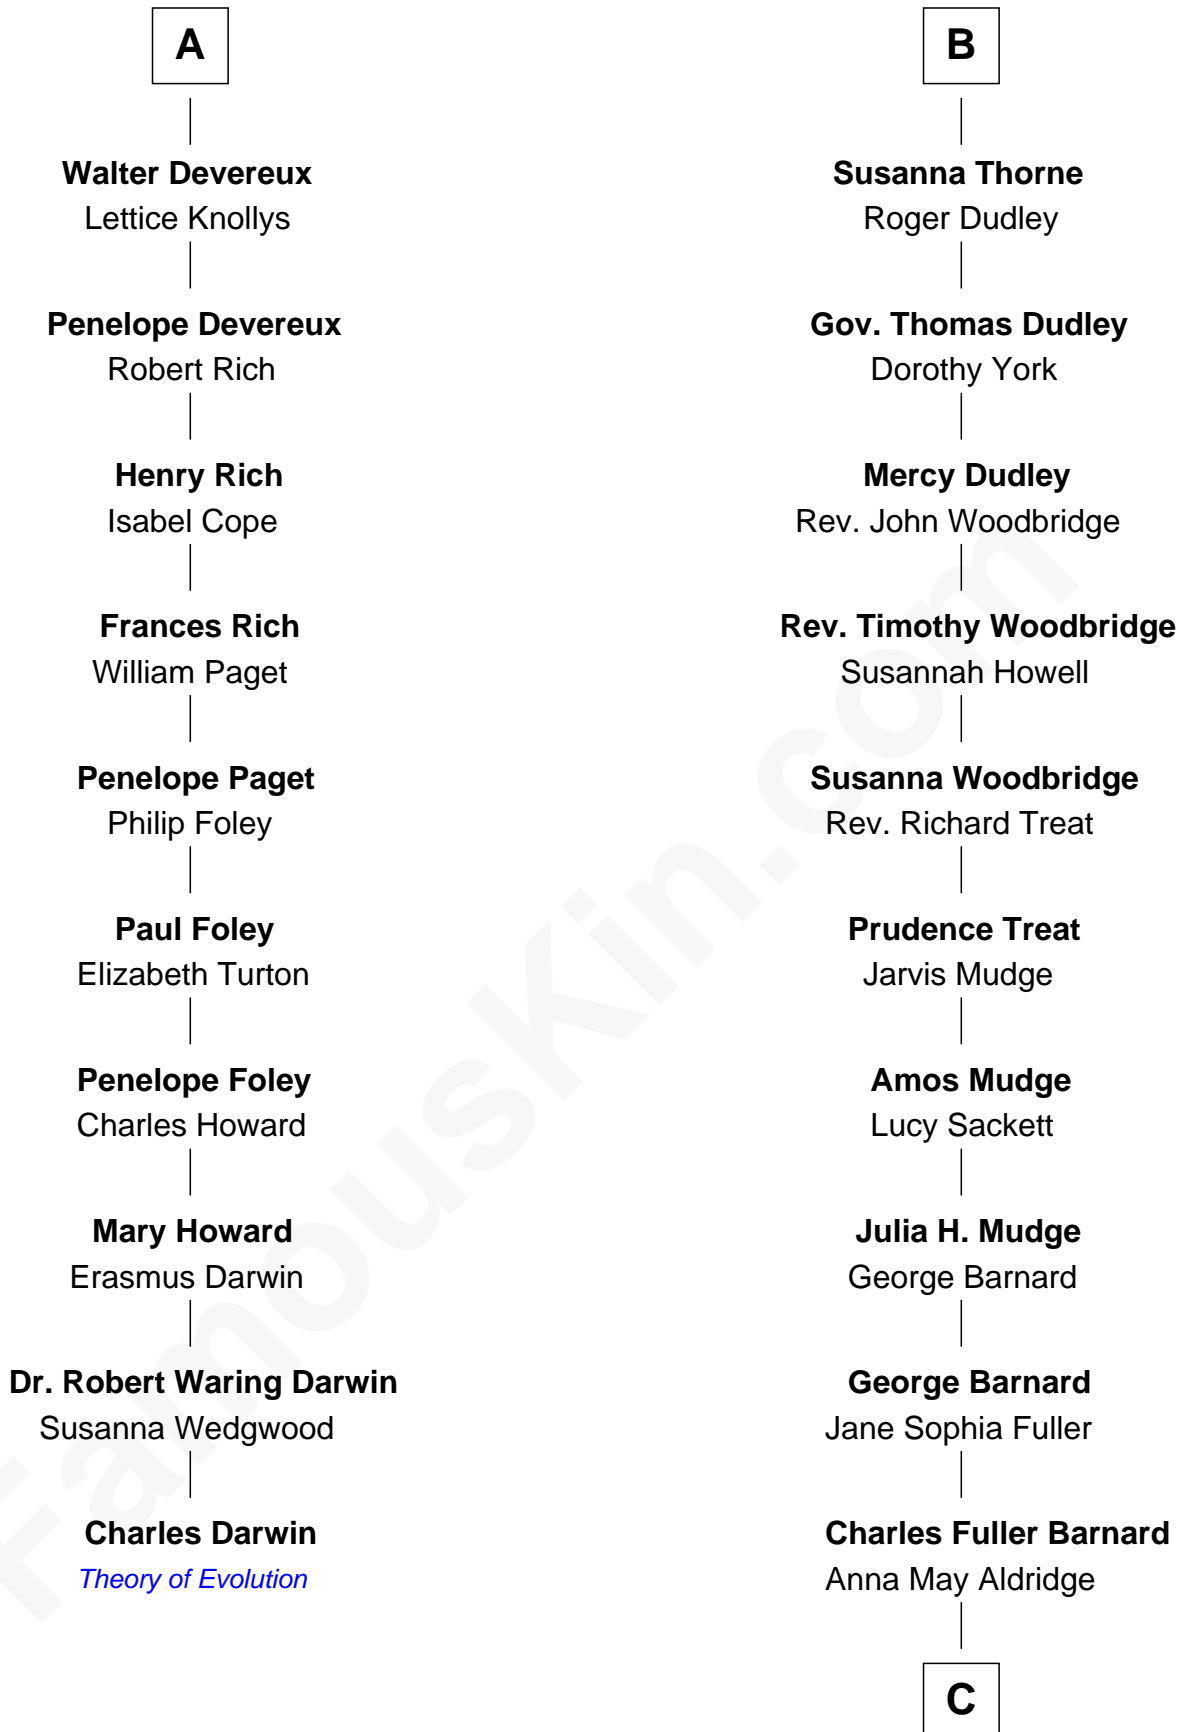 A
Walter Devereux
Lettice Knollys
Penelope Devereux
Robert Rich
Henry Rich
Isabel Cope
Frances Rich
William Paget
Penelope Paget
Philip Foley
Paul Foley
Elizabeth Turton
Penelope Foley
Charles Howard
Mary Howard
Erasmus Darwin
Dr. Robert Waring Darwin
Susanna Wedgwood
Charles Darwin
Theory of Evolution
B
Susanna Thorne
Roger Dudley
Gov. Thomas Dudley
Dorothy York
Mercy Dudley
Rev. John Woodbridge
Rev. Timothy Woodbridge
Susannah Howell
Susanna Woodbridge
Rev. Richard Treat
Prudence Treat
Jarvis Mudge
Amos Mudge
Lucy Sackett
Julia H. Mudge
George Barnard
George Barnard
Jane Sophia Fuller
Charles Fuller Barnard
Anna May Aldridge
C
FamousKin.com